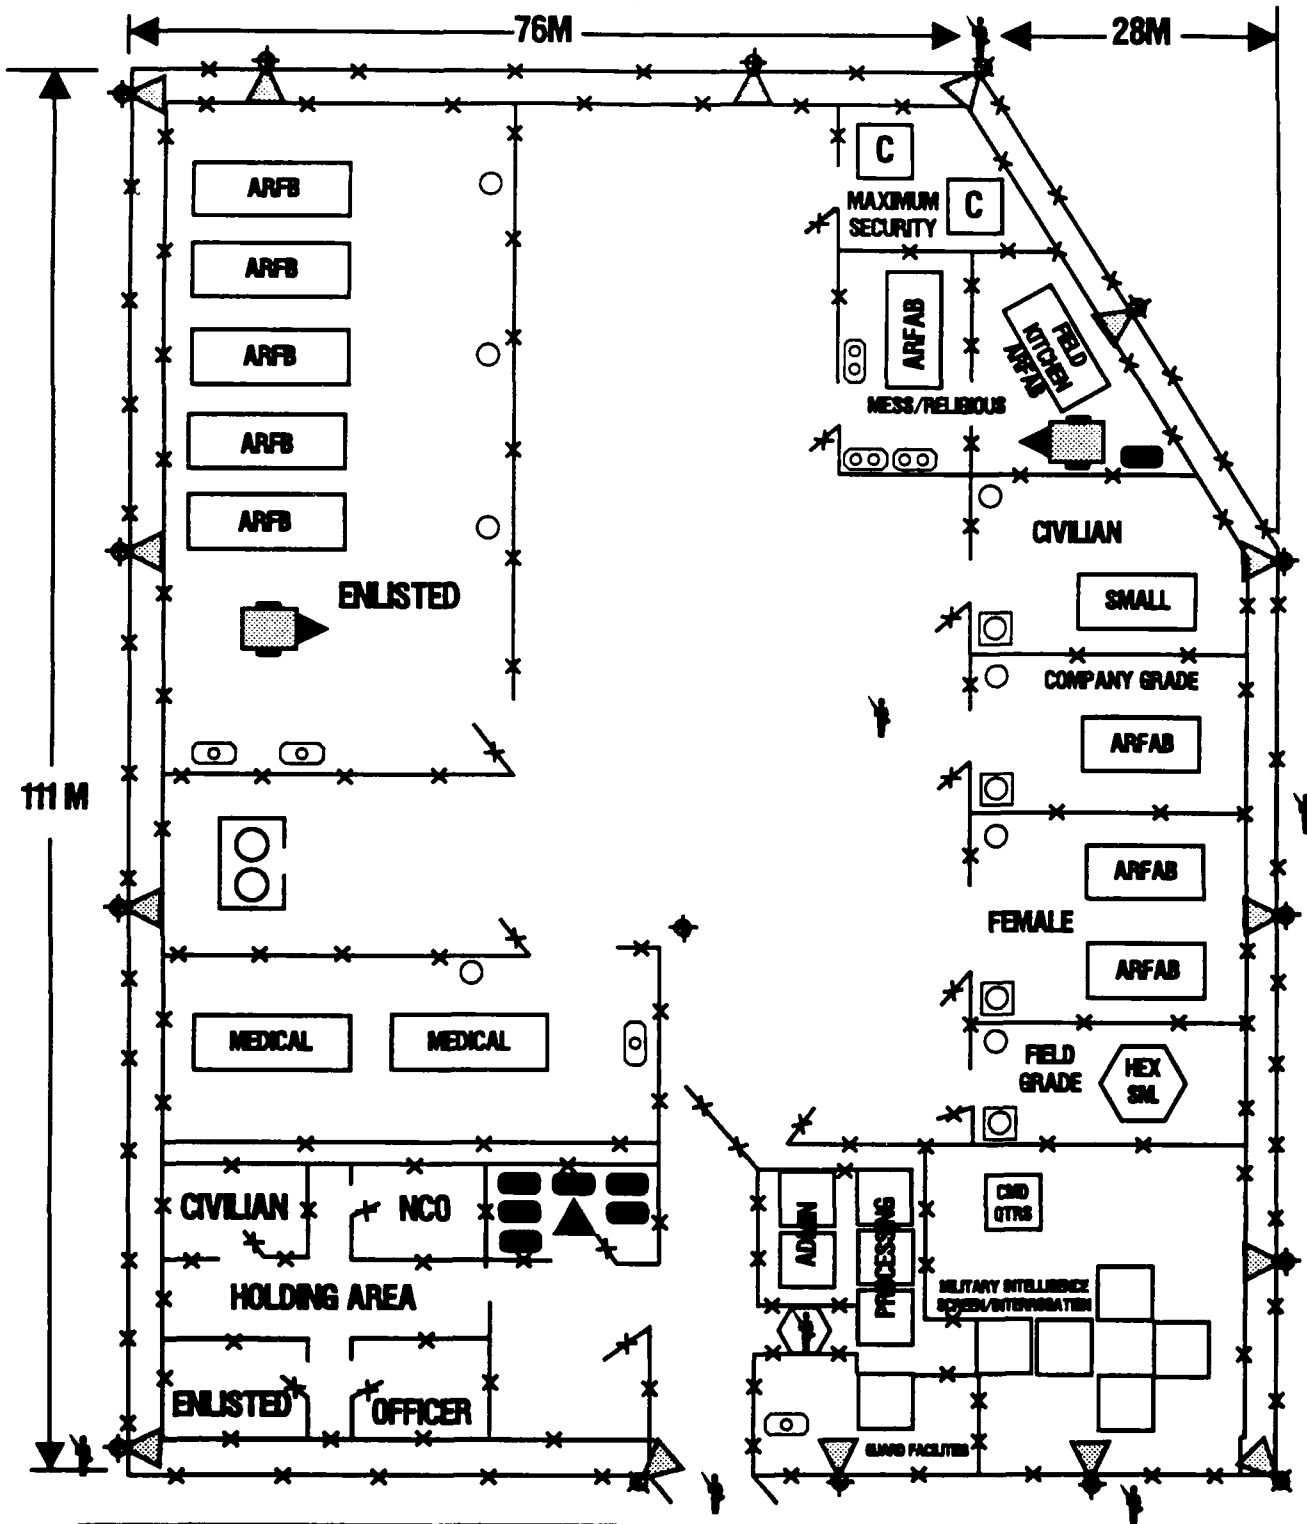 76M
28M
111 M
ARFB
ARFB
ARFB
ARFB
ARFB
ENLISTED
C
C
MAXIMUM
SECURITY
ARFAB
MESS/RELIGIOUS
FIELD
KITCHEN
ARFAB
CIVILIAN
SMALL
COMPANY GRADE
ARFAB
ARFAB
FEMALE
ARFAB
FIELD
GRADE
HEX
SML
MEDICAL
MEDICAL
CIVILIAN
NCO
HOLDING AREA
ENLISTED
OFFICER
ADMIN
PROCESSING
CMD
QTRS
MILITARY INTELLIGENCE
SCREEN/INTERROGATION
GUARD FACILITIES